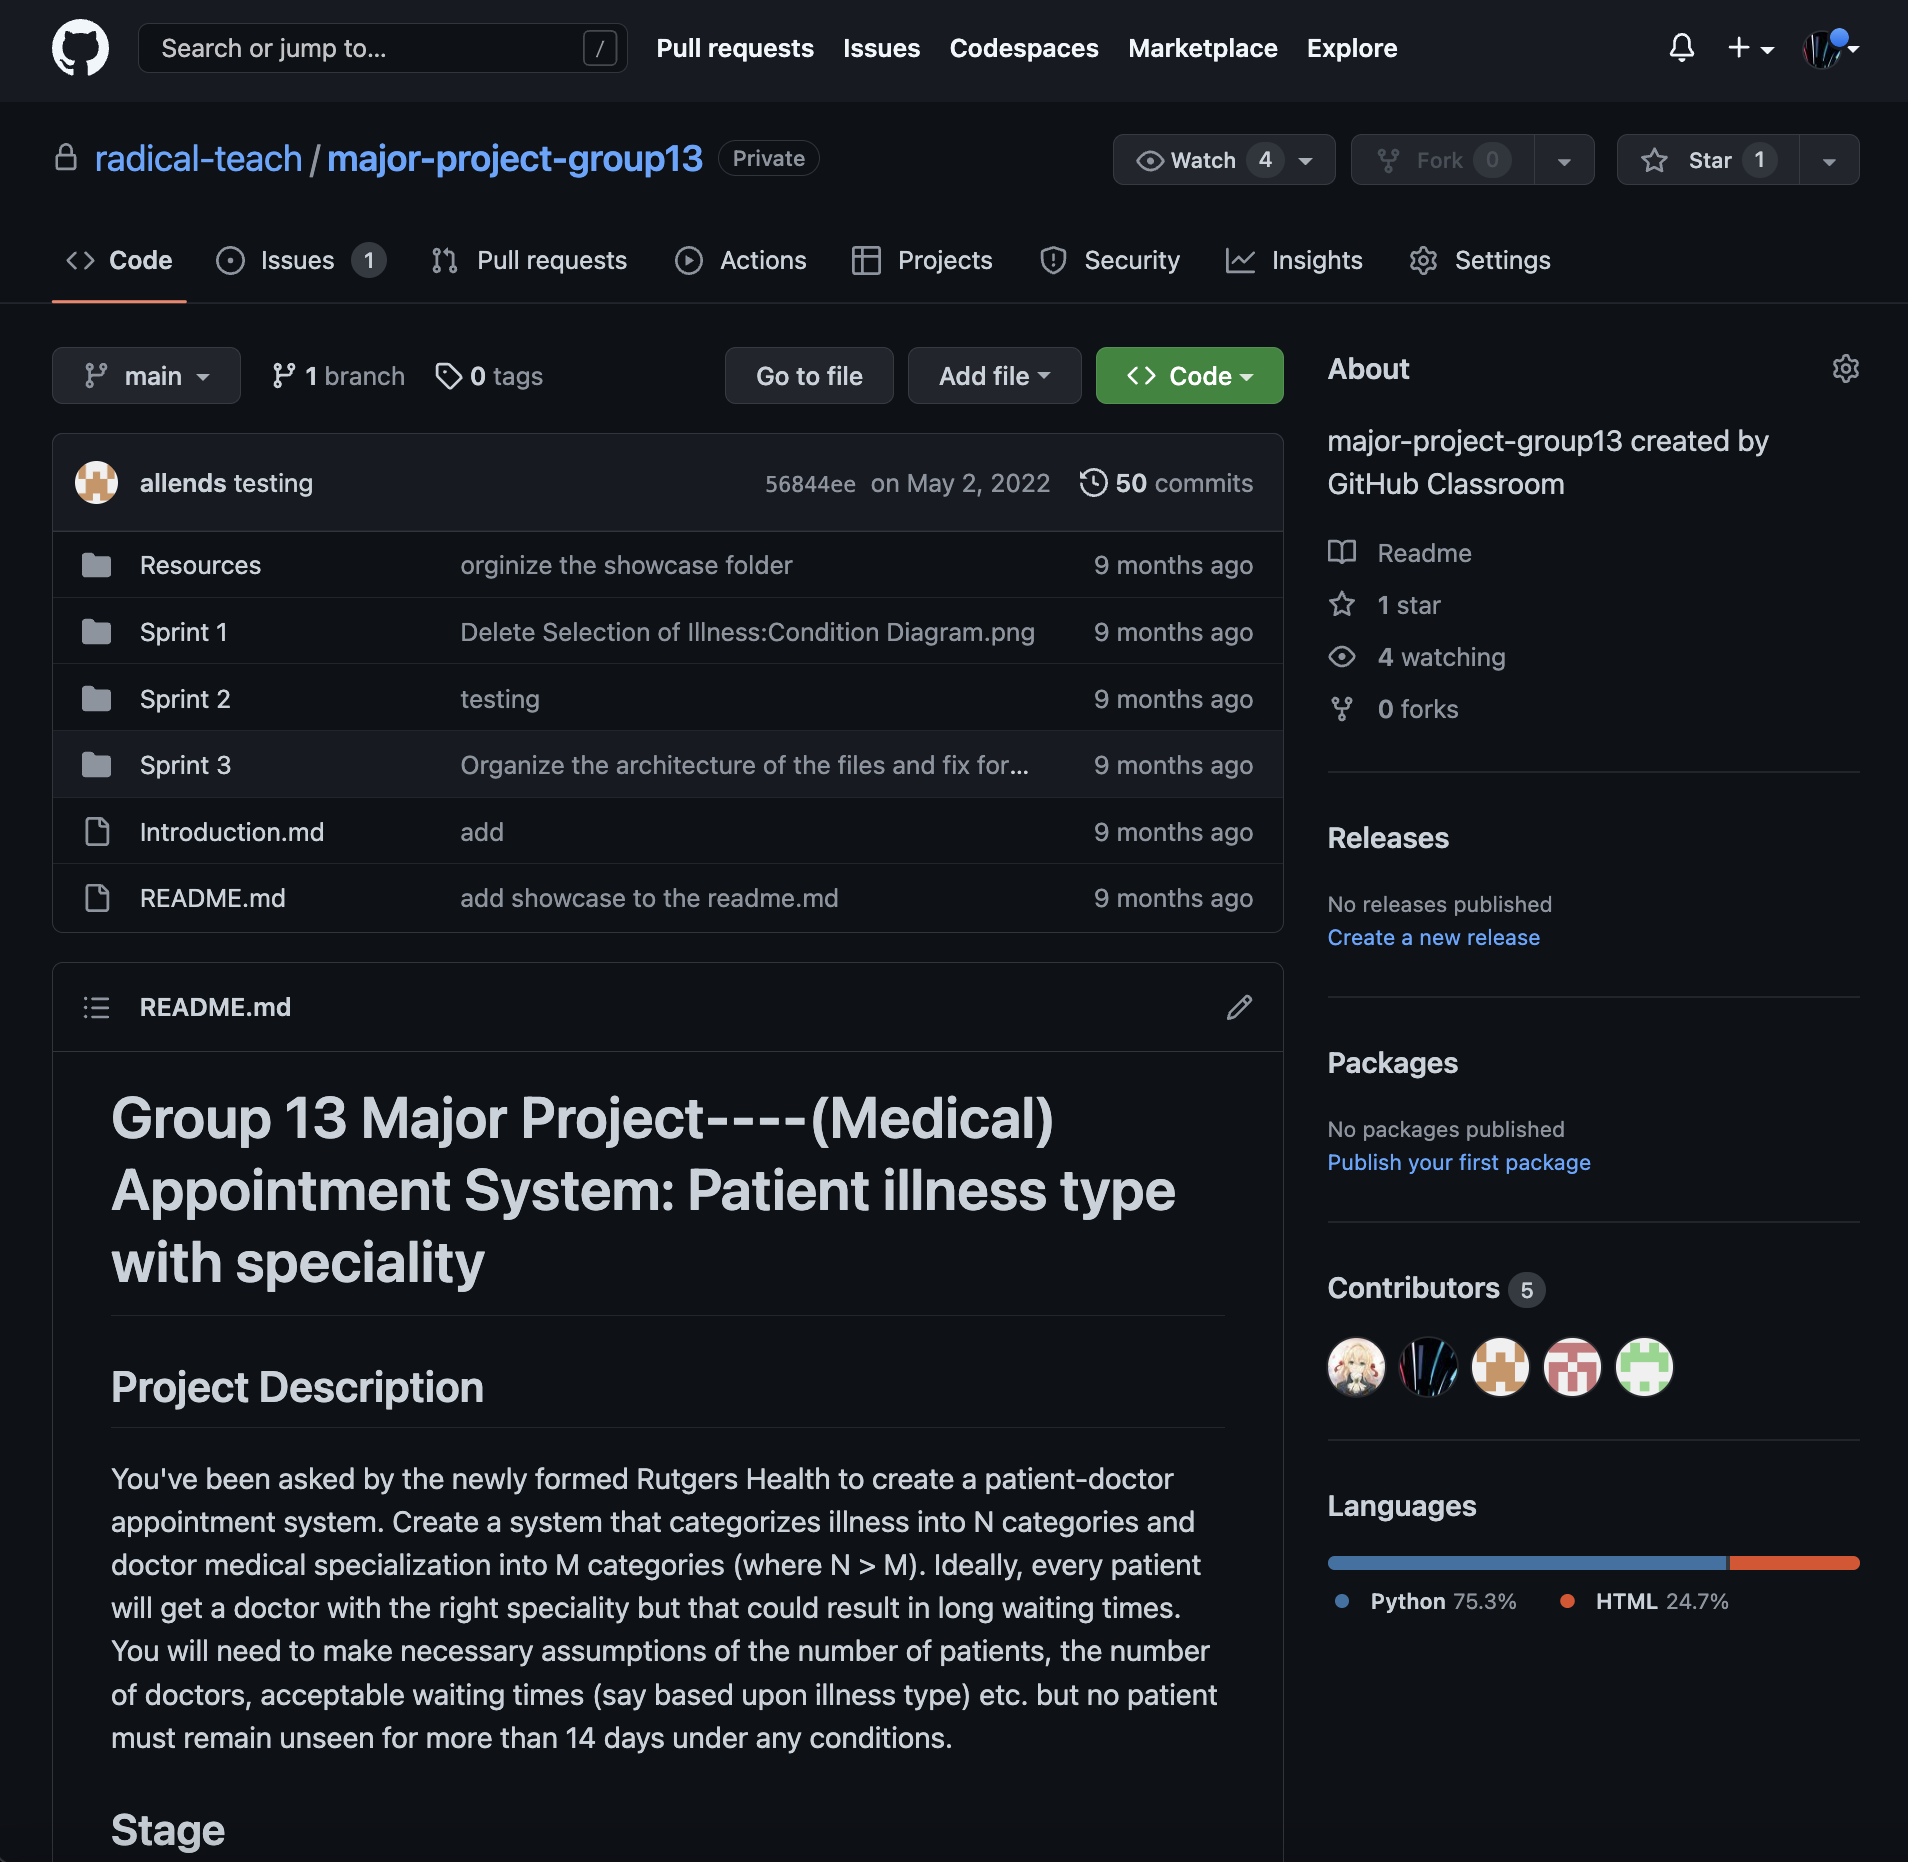 Search or jump to... /
Pull requests Issues Codespaces Marketplace Explore
radical-teach / major-project-group13 Private
Watch 4 Fork 0 Star 1
Code Issues 1 Pull requests Actions Projects Security Insights Settings
main 1 branch 0 tags Go to file Add file Code
allends testing 56844ee on May 2, 2022 50 commits
Resources orginize the showcase folder 9 months ago
Sprint 1 Delete Selection of Illness:Condition Diagram.png 9 months ago
Sprint 2 testing 9 months ago
Sprint 3 Organize the architecture of the files and fix for... 9 months ago
Introduction.md add 9 months ago
README.md add showcase to the readme.md 9 months ago
README.md
Group 13 Major Project----(Medical)
Appointment System: Patient illness type
with speciality
Project Description
You've been asked by the newly formed Rutgers Health to create a patient-doctor
appointment system. Create a system that categorizes illness into N categories and
doctor medical specialization into M categories (where N > M). Ideally, every patient
will get a doctor with the right speciality but that could result in long waiting times.
You will need to make necessary assumptions of the number of patients, the number
of doctors, acceptable waiting times (say based upon illness type) etc. but no patient
must remain unseen for more than 14 days under any conditions.
Stage
About
major-project-group13 created by
GitHub Classroom
Readme
1 star
4 watching
0 forks
Releases
No releases published
Create a new release
Packages
No packages published
Publish your first package
Contributors 5
Languages
Python 75.3% HTML 24.7%